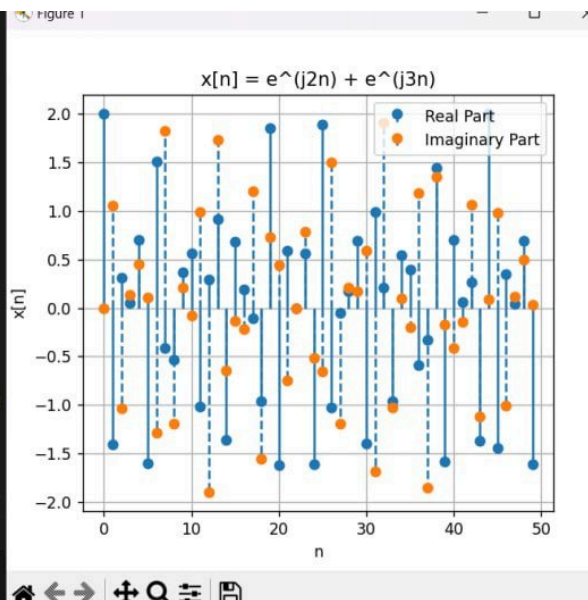 Figure 1
x[n] = e^(j2n) + e^(j3n)
Real Part
Imaginary Part
2.0
1.5
1.0
0.5
0.0
−0.5
−1.0
−1.5
−2.0
x[n]
0 10 20 30 40 50
n